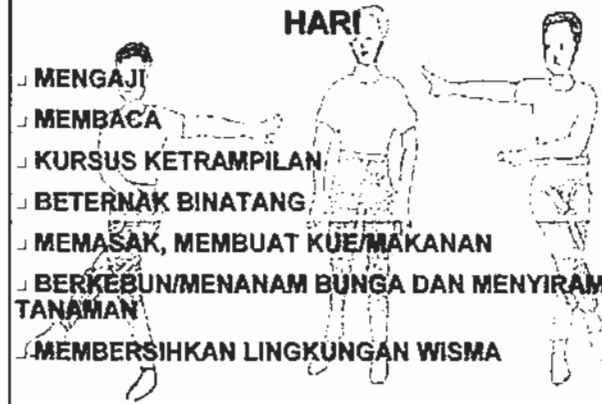 HARI
MENGAJI
MEMBACA
KURSUS KETRAMPILAN
BETERNAK BINATANG
MEMASAK, MEMBUAT KUE/MAKANAN
BERKEBUN/MENANAM BUNGA DAN MENYIRAM
TANAMAN
MEMBERSIHKAN LINGKUNGAN WISMA